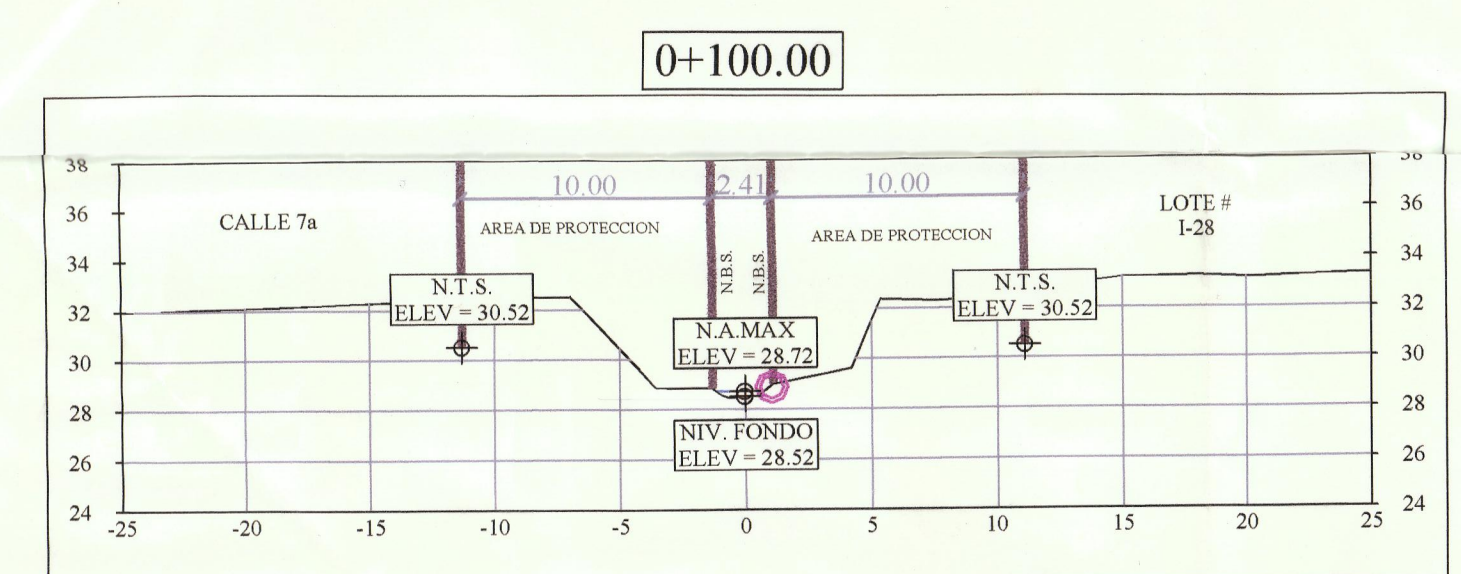 0+100.00
38
38
10.00
2.41
10.00
36
36
CALLE 7a
AREA DE PROTECCION
N.B.S.
N.B.S.
AREA DE PROTECCION
LOTE #
I-28
34
34
N.T.S.
ELEV = 30.52
N.T.S.
ELEV = 30.52
32
32
N.A.MAX
ELEV = 28.72
30
30
28
28
NIV. FONDO
ELEV = 28.52
26
26
24
24
-25 -20 -15 -10 -5 0 5 10 15 20 25